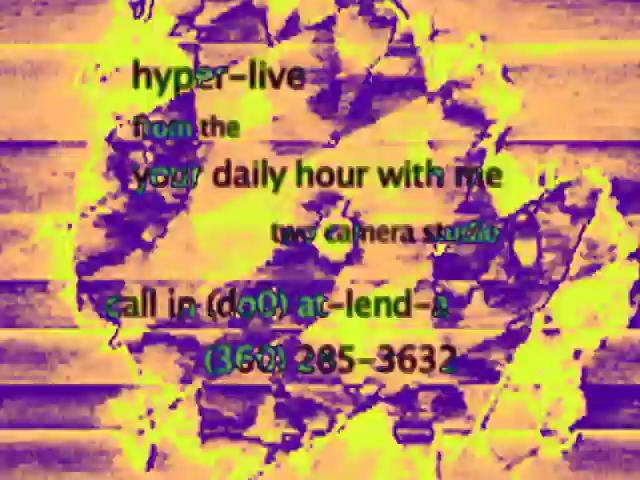 hyper-live
from the
your daily hour with me
two camera studio
call in (do0) at-lend-a
(360) 285-3632